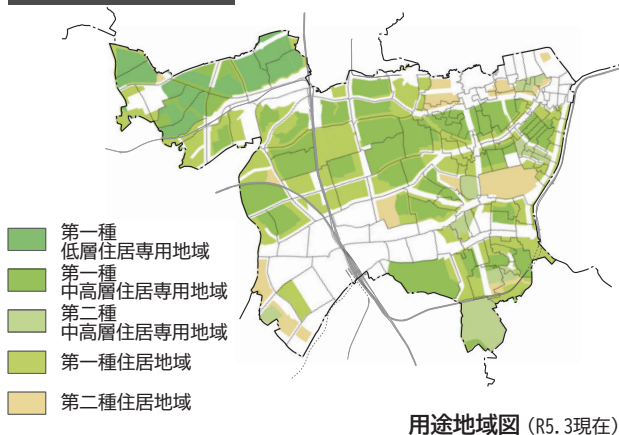 第一種
低層住居専用地域
第一種
中高層住居専用地域
第二種
中高層住居専用地域
第一種住居地域
第二種住居地域
用途地域図 (R5.3現在)